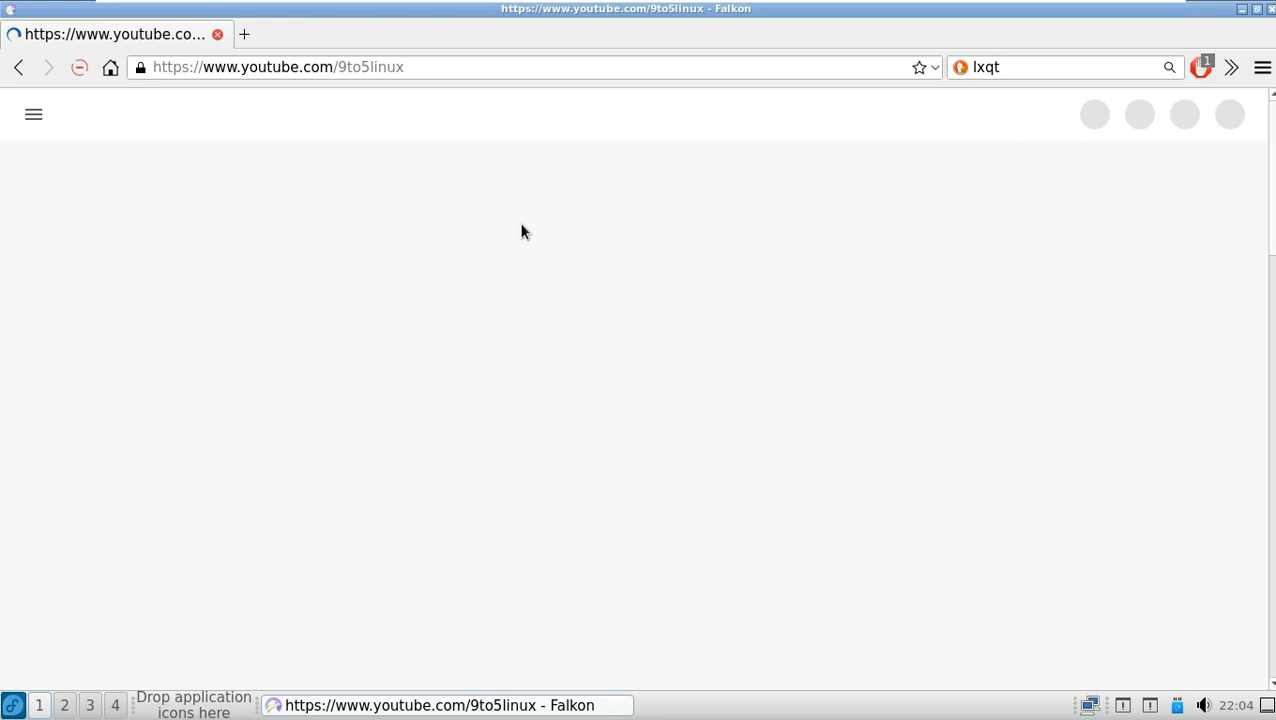 https://www.youtube.com/9to5linux - Falkon
https://www.youtube.co...
https://www.youtube.com/9to5linux
lxqt
1
1 2 3 4
Drop application
icons here
https://www.youtube.com/9to5linux - Falkon
22:04